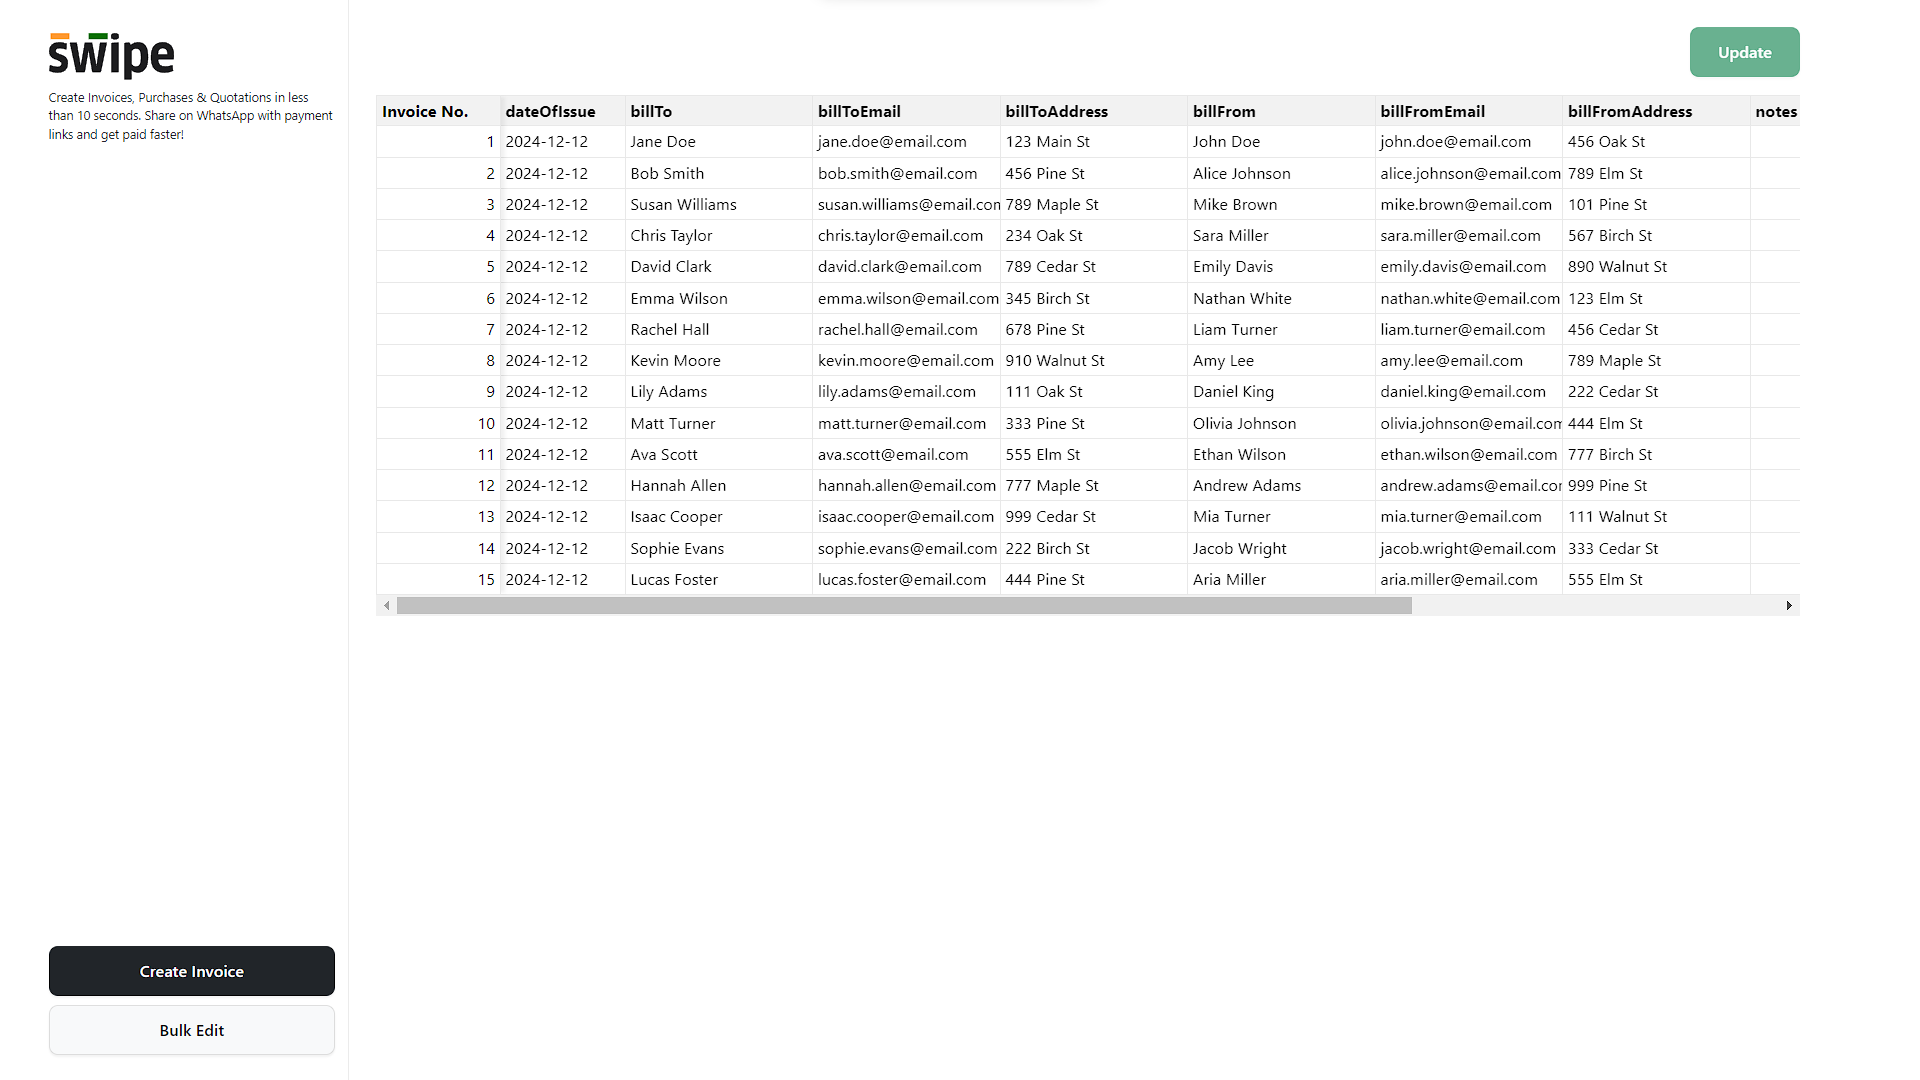 swipe
Create Invoices, Purchases & Quotations in less
than 10 seconds. Share on WhatsApp with payment
links and get paid faster!
Update
Invoice No. dateOfIssue billTo billToEmail billToAddress billFrom billFromEmail billFromAddress notes
1 2024-12-12 Jane Doe jane.doe@email.com 123 Main St John Doe john.doe@email.com 456 Oak St
2 2024-12-12 Bob Smith bob.smith@email.com 456 Pine St Alice Johnson alice.johnson@email.com 789 Elm St
3 2024-12-12 Susan Williams susan.williams@email.con 789 Maple St Mike Brown mike.brown@email.com 101 Pine St
4 2024-12-12 Chris Taylor chris.taylor@email.com 234 Oak St Sara Miller sara.miller@email.com 567 Birch St
5 2024-12-12 David Clark david.clark@email.com 789 Cedar St Emily Davis emily.davis@email.com 890 Walnut St
6 2024-12-12 Emma Wilson emma.wilson@email.com 345 Birch St Nathan White nathan.white@email.com 123 Elm St
7 2024-12-12 Rachel Hall rachel.hall@email.com 678 Pine St Liam Turner liam.turner@email.com 456 Cedar St
8 2024-12-12 Kevin Moore kevin.moore@email.com 910 Walnut St Amy Lee amy.lee@email.com 789 Maple St
9 2024-12-12 Lily Adams lily.adams@email.com 111 Oak St Daniel King daniel.king@email.com 222 Cedar St
10 2024-12-12 Matt Turner matt.turner@email.com 333 Pine St Olivia Johnson olivia.johnson@email.con 444 Elm St
11 2024-12-12 Ava Scott ava.scott@email.com 555 Elm St Ethan Wilson ethan.wilson@email.com 777 Birch St
12 2024-12-12 Hannah Allen hannah.allen@email.com 777 Maple St Andrew Adams andrew.adams@email.cor 999 Pine St
13 2024-12-12 Isaac Cooper isaac.cooper@email.com 999 Cedar St Mia Turner mia.turner@email.com 111 Walnut St
14 2024-12-12 Sophie Evans sophie.evans@email.com 222 Birch St Jacob Wright jacob.wright@email.com 333 Cedar St
15 2024-12-12 Lucas Foster lucas.foster@email.com 444 Pine St Aria Miller aria.miller@email.com 555 Elm St
Create Invoice
Bulk Edit